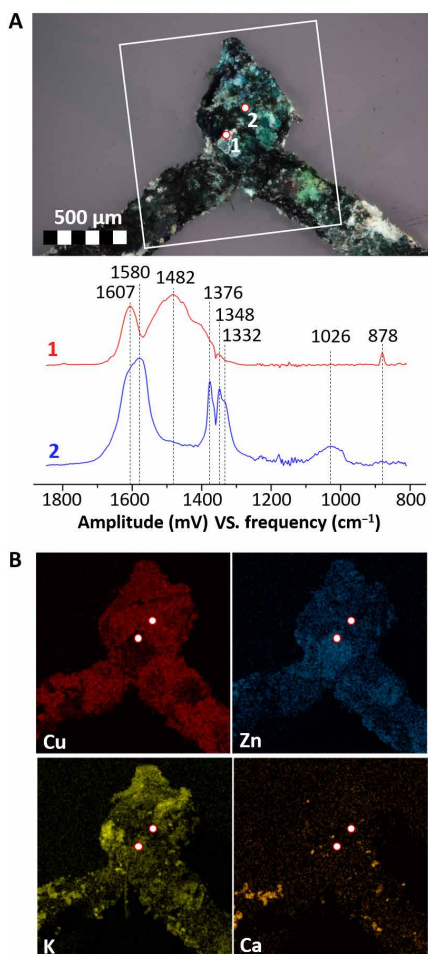 A
2
1
500 µm
1580
1607
1482
1376
1348
1332
1026
878
1
2
1800 1600 1400 1200 1000 800
Amplitude (mV) VS. frequency (cm⁻¹)
B
Cu
Zn
K
Ca